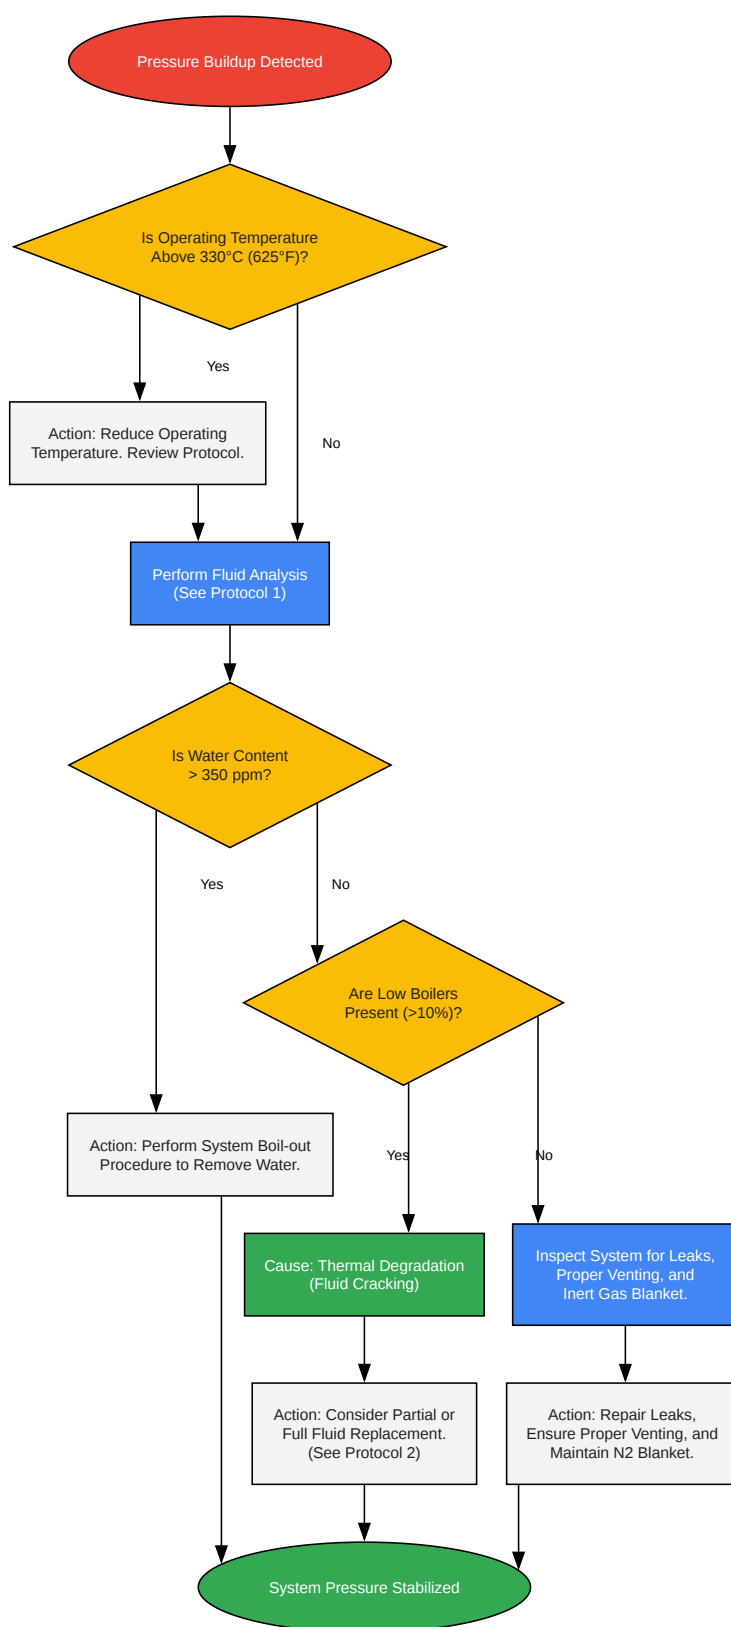 Pressure Buildup Detected
Is Operating Temperature
Above 330°C (625°F)?
Yes
Action: Reduce Operating
Temperature. Review Protocol.
No
Perform Fluid Analysis
(See Protocol 1)
Is Water Content
> 350 ppm?
Yes
No
Are Low Boilers
Present (>10%)?
Action: Perform System Boil-out
Procedure to Remove Water.
Yes
No
Cause: Thermal Degradation
(Fluid Cracking)
Inspect System for Leaks,
Proper Venting, and
Inert Gas Blanket.
Action: Consider Partial or
Full Fluid Replacement.
(See Protocol 2)
Action: Repair Leaks,
Ensure Proper Venting, and
Maintain N2 Blanket.
System Pressure Stabilized